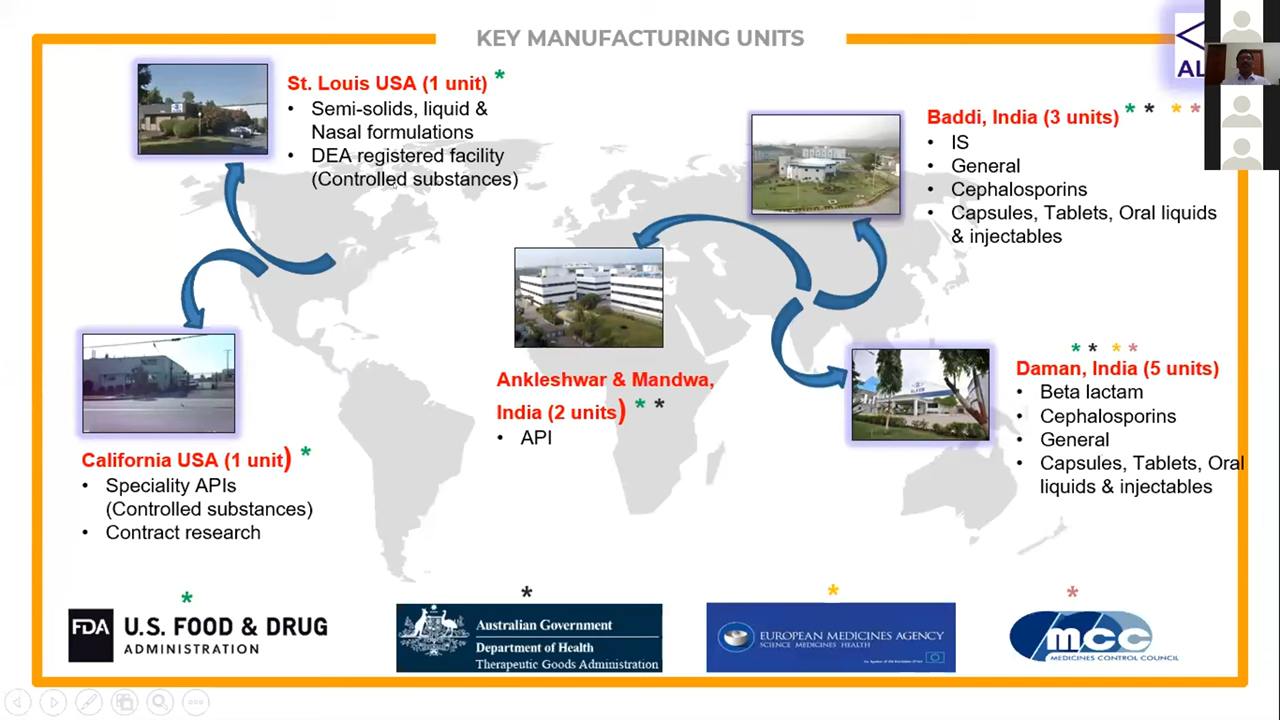 KEY MANUFACTURING UNITS
AL
St. Louis USA (1 unit) *
• Semi-solids, liquid &
Nasal formulations
• DEA registered facility
(Controlled substances)
Baddi, India (3 units) * * * *
• IS
• General
• Cephalosporins
• Capsules, Tablets, Oral liquids
& injectables
Ankleshwar & Mandwa,
India (2 units) * *
• API
* * * *
Daman, India (5 units)
• Beta lactam
• Cephalosporins
• General
• Capsules, Tablets, Oral
liquids & injectables
California USA (1 unit) *
• Speciality APIs
(Controlled substances)
• Contract research
* * * *
FDA U.S. FOOD & DRUG
ADMINISTRATION
Australian Government
Department of Health
Therapeutic Goods Administration
EUROPEAN MEDICINES AGENCY
SCIENCE MEDICINES HEALTH
mcc
MEDICINES CONTROL COUNCIL